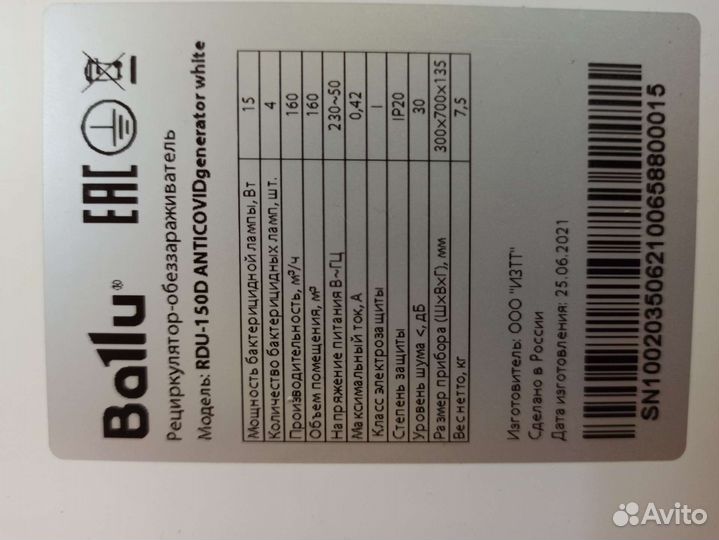 Ballu®
EAC
Рециркулятор-обеззараживатель
Модель: RDU-150D ANTICOVIDgenerator white
Мощность бактерицидной лампы, Вт 15
Количество бактерицидных ламп, шт. 4
Производительность, м³/ч 160
Объем помещения, м³ 160
Напряжение питания В~ГЦ 230~50
Максимальный ток, А 0,42
Класс электрозащиты I
Степень защиты IP20
Уровень шума <, дБ 30
Размер прибора (ШхВхГ), мм 300х700х135
Вес нетто, кг 7,5
Изготовитель: ООО "ИЗТТ"
Сделано в России
Дата изготовления: 25.06.2021
SN100203506210065880​0015
Avito